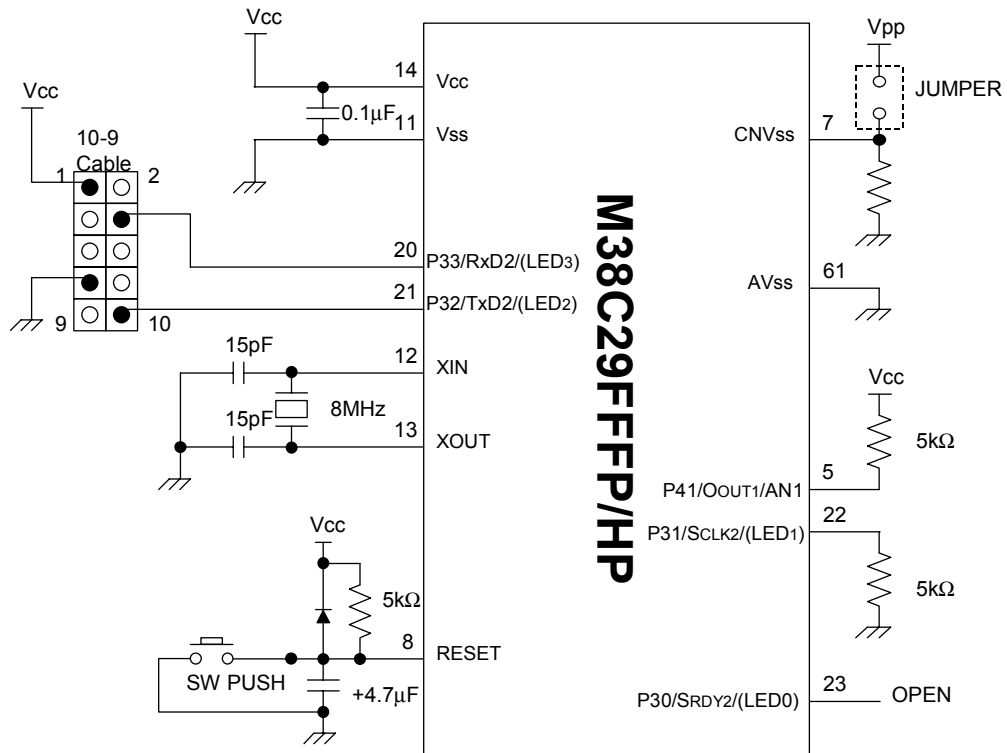 Vcc
Vpp
14
Vcc
JUMPER
Vcc
0.1µF
11
Vss
7
CNVss
10-9
Cable
1
2
M38C29FFFP/HP
20
P33/RxD2/(LED3)
61
AVss
21
P32/TxD2/(LED2)
9
10
15pF
12
XIN
Vcc
8MHz
15pF
13
XOUT
5kΩ
5
P41/OOUT1/AN1
22
P31/SCLK2/(LED1)
Vcc
5kΩ
5kΩ
8
RESET
SW PUSH
+4.7µF
23
P30/SRDY2/(LED0)
OPEN